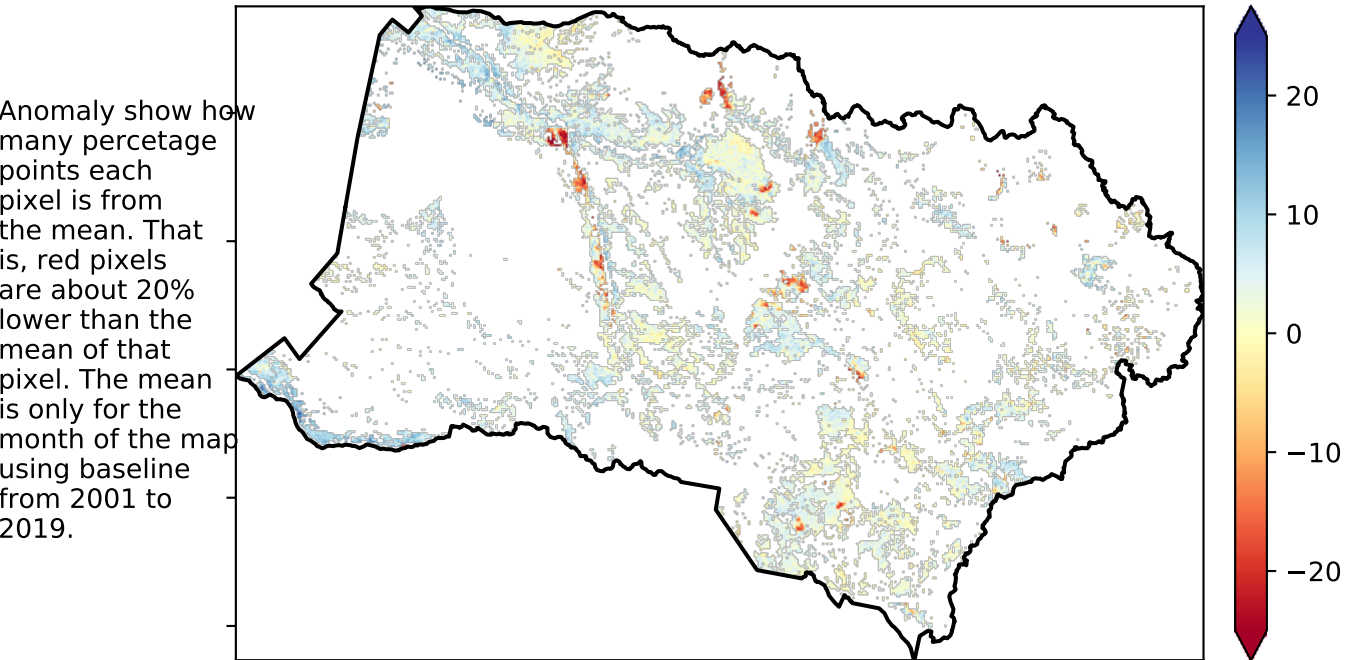 Anomaly show how
many percetage
points each
pixel is from
the mean. That
is, red pixels
are about 20%
lower than the
mean of that
pixel. The mean
is only for the
month of the map
using baseline
from 2001 to
2019.
20
10
0
−10
−20